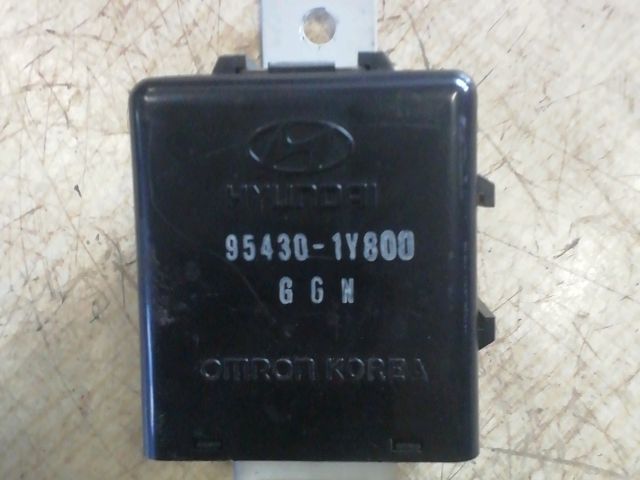 HYUNDAI
95430-1Y800
G G N
OMRON KOREA